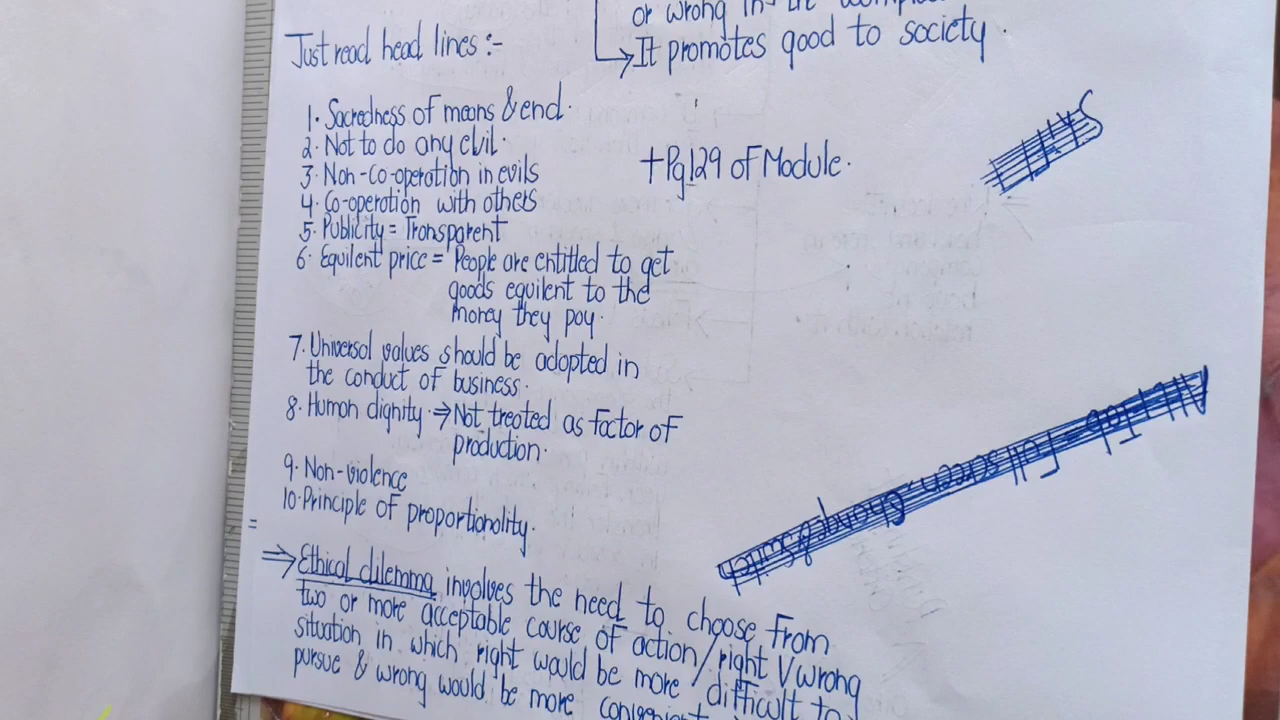 or wrong in the
It promotes good to society.
Just read head lines :-
1. Sacredness of means & end.
2. Not to do any evil.
3. Non-Co-operation in evils
4. Co-operation with others
5. Publicity = Transparent
+Pg129 of Module.
6. Equilent price = People are entitled to get
goods equilent to the
money they pay.
7. Universal values should be adopted in
the conduct of business.
8. Human dignity. ⇒ Not treated as factor of
production.
9. Non-violence
10. Principle of proportionality.
=
⇒ Ethical dilemma involves the need to choose from
two or more acceptable course of action/right V wrong
situation in which right would be more difficult to
pursue & wrong would be more convenient